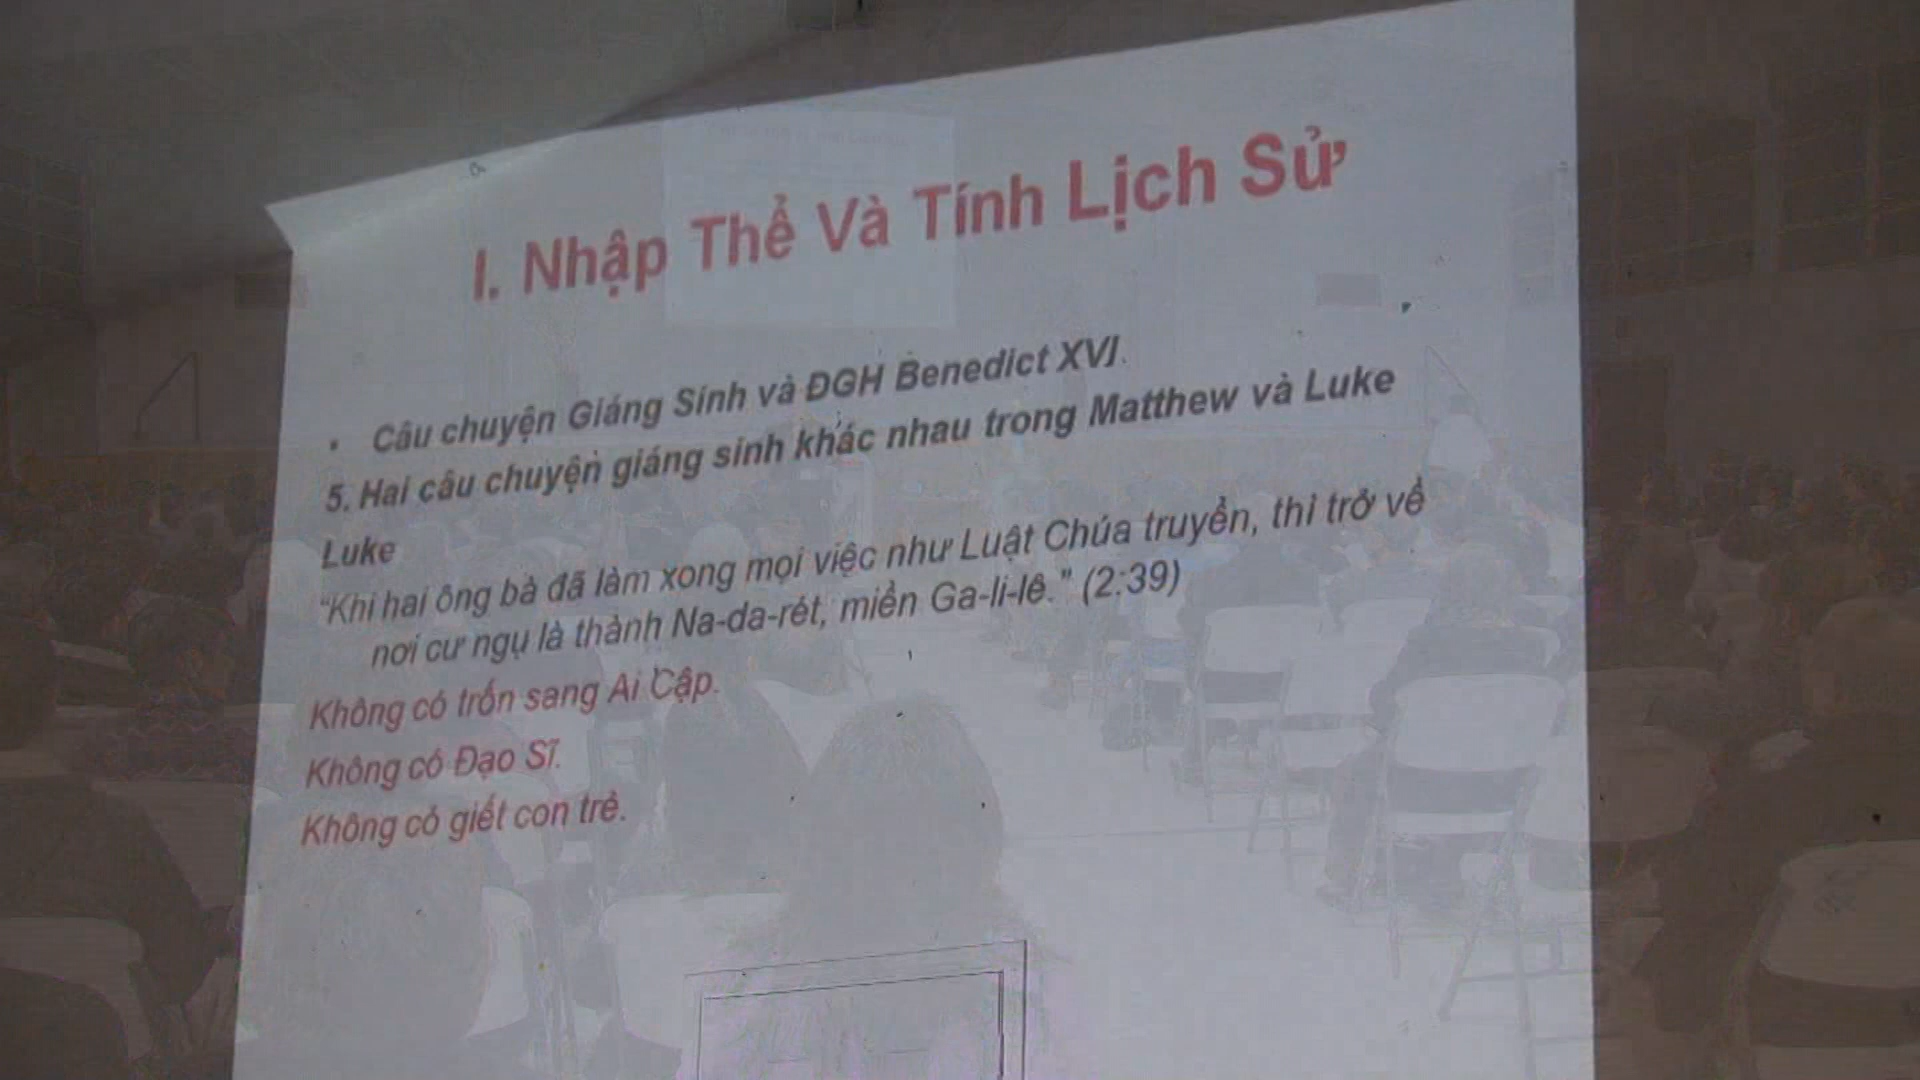 I. Nhập Thể Và Tính Lịch Sử
• Câu chuyện Giáng Sinh và ĐGH Benedict XVI.
5. Hai câu chuyện giáng sinh khác nhau trong Matthew và Luke
Luke
“Khi hai ông bà đã làm xong mọi việc như Luật Chúa truyền, thì trở về
nơi cư ngụ là thành Na-da-rét, miền Ga-li-lê.” (2:39)
Không có trốn sang Ai Cập.
Không có Đạo Sĩ.
Không có giết con trẻ.